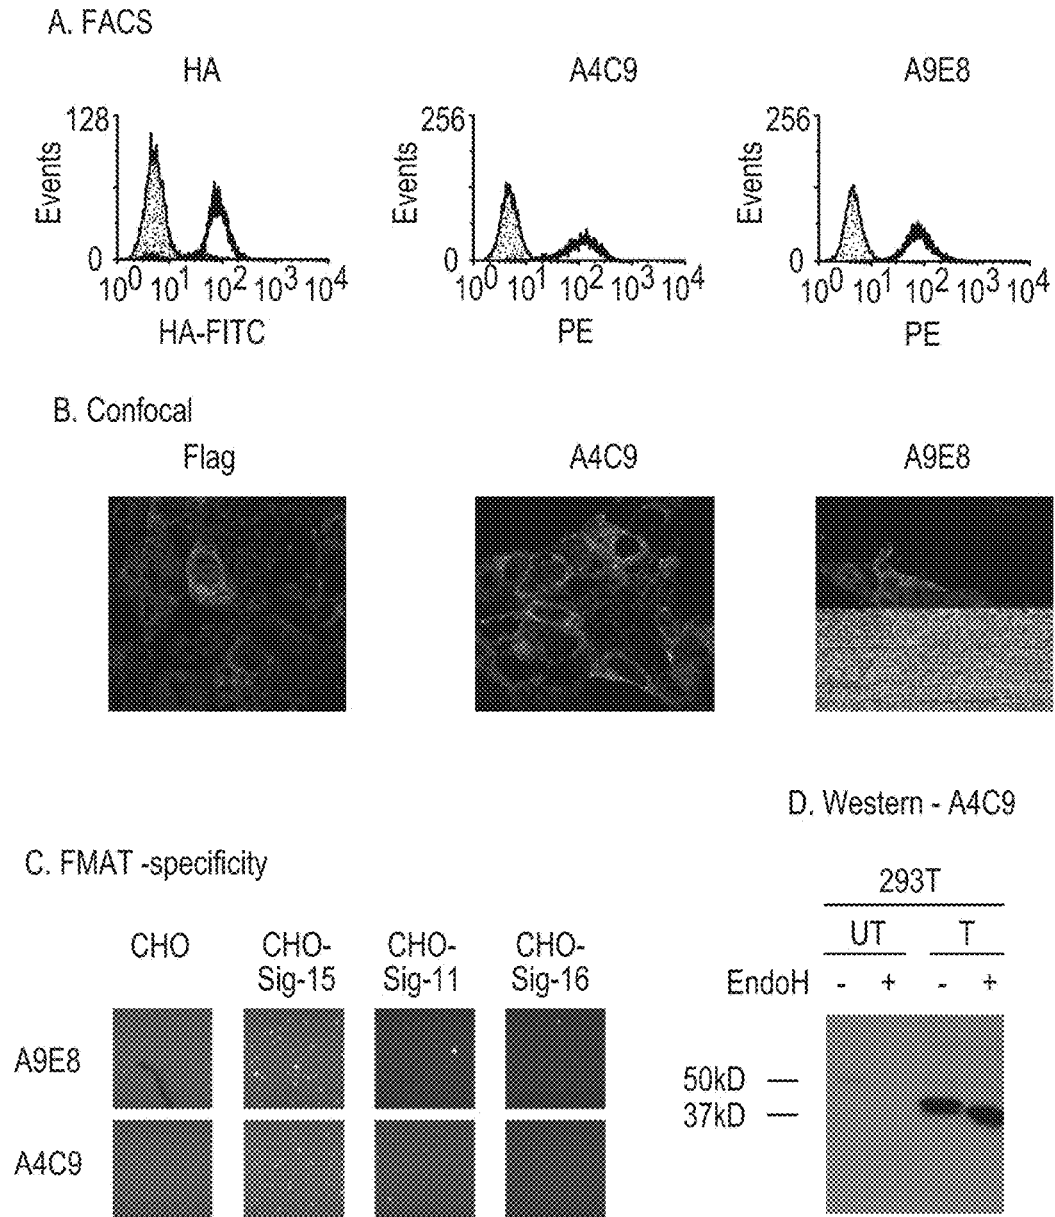 A. FACS
HA
A4C9
A9E8
128
256
256
Events
Events
Events
0
0
0
10^0 10^1 10^2 10^3 10^4
10^0 10^1 10^2 10^3 10^4
10^0 10^1 10^2 10^3 10^4
HA-FITC
PE
PE
B. Confocal
Flag
A4C9
A9E8
D. Western - A4C9
C. FMAT -specificity
293T
UT
T
EndoH - + - +
CHO
CHO-
Sig-15
CHO-
Sig-11
CHO-
Sig-16
A9E8
A4C9
50kD
37kD